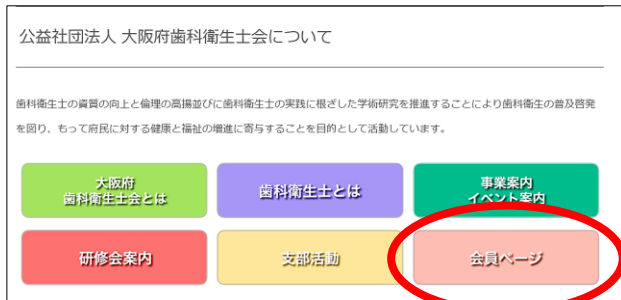 公益社団法人 大阪府歯科衛生士会について
歯科衛生士の資質の向上と倫理の高揚並びに歯科衛生士の実践に根ざした学術研究を推進することにより歯科衛生の普及啓発
を図り、もって府民に対する健康と福祉の増進に寄与することを目的として活動しています。
大阪府
歯科衛生士会とは
歯科衛生士とは
事業案内
イベント案内
研修会案内
支部活動
会員ページ